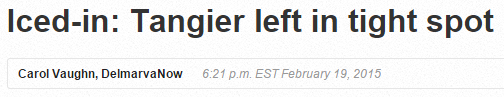 Iced-in: Tangier left in tight spot
Carol Vaughn, DelmarvaNow 6:21 p.m. EST February 19, 2015